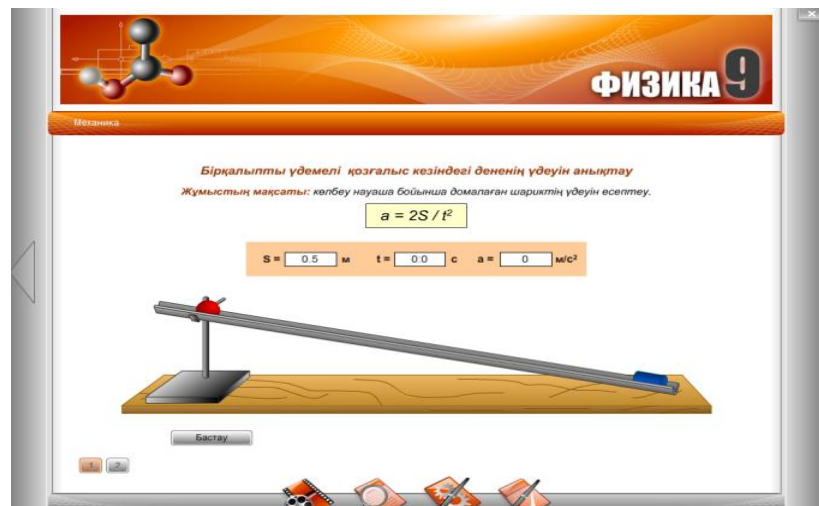 ФИЗИКА 9
Механика
Бірқалыпты үдемелі қозғалыс кезіндегі дененің үдеуін анықтау
Жұмыстың мақсаты: көлбеу науаша бойынша домалаған шариктің үдеуін есептеу.
a = 2S / t²
S = 0.5 м t = 0.0 с a = 0 м/с²
Бастау
1 2